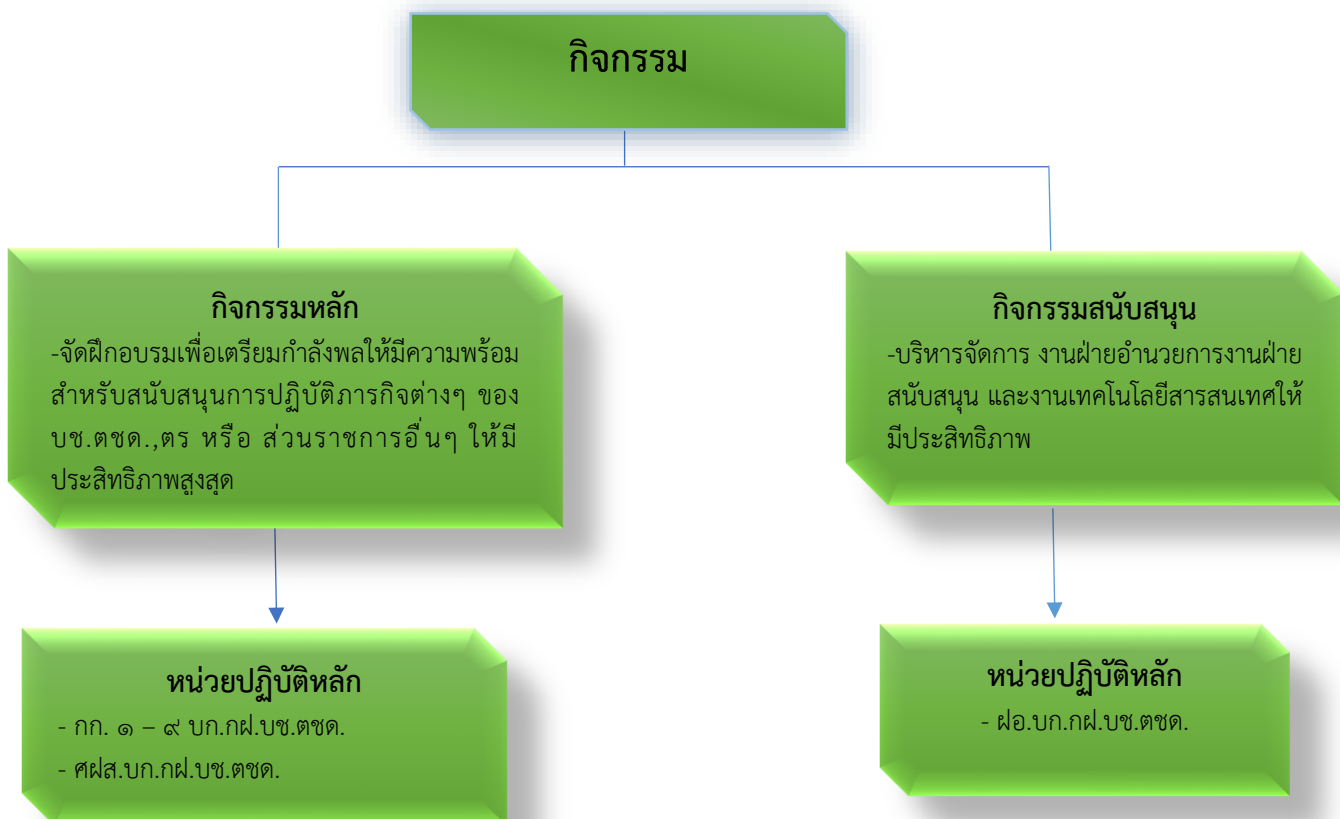 กิจกรรม
กิจกรรมหลัก
-จัดฝึกอบรมเพื่อเตรียมกำลังพลให้มีความพร้อม
สำหรับสนับสนุนการปฏิบัติภารกิจต่างๆ ของ
บช.ตชด.,ตร หรือ ส่วนราชการอื่นๆ ให้มี
ประสิทธิภาพสูงสุด
กิจกรรมสนับสนุน
-บริหารจัดการ งานฝ่ายอำนวยการงานฝ่าย
สนับสนุน และงานเทคโนโลยีสารสนเทศให้
มีประสิทธิภาพ
หน่วยปฏิบัติหลัก
- กก. ๑ – ๙ บก.กฝ.บช.ตชด.
- ศฝส.บก.กฝ.บช.ตชด.
หน่วยปฏิบัติหลัก
- ฝอ.บก.กฝ.บช.ตชด.